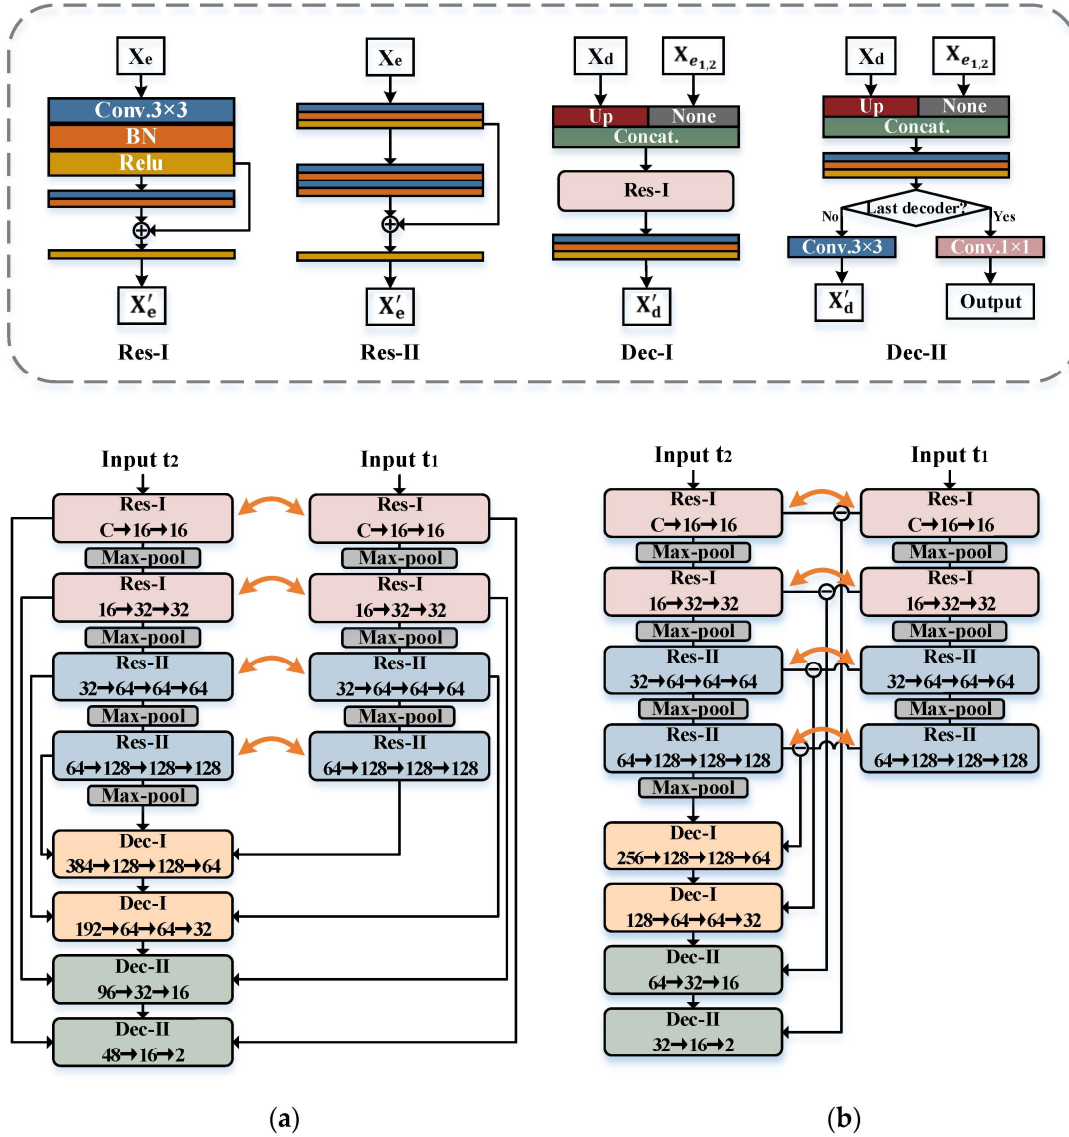 Xe
Xe
Xd
Xe1,2
Xd
Xe1,2
Conv.3×3
BN
Relu
Up
None
Concat.
Res-I
Up
None
Concat.
Last decoder?
No
Yes
Conv.3×3
Conv.1×1
X′e
X′e
X′d
X′d
Output
Res-I
Res-II
Dec-I
Dec-II
Input t2
Input t1
Res-I
C→16→16
Res-I
C→16→16
Max-pool
Max-pool
Res-I
16→32→32
Res-I
16→32→32
Max-pool
Max-pool
Res-II
32→64→64→64
Res-II
32→64→64→64
Max-pool
Max-pool
Res-II
64→128→128→128
Res-II
64→128→128→128
Max-pool
Dec-I
384→128→128→64
Dec-I
192→64→64→32
Dec-II
96→32→16
Dec-II
48→16→2
(a)
Input t2
Input t1
Res-I
C→16→16
Res-I
C→16→16
Max-pool
Max-pool
Res-I
16→32→32
Res-I
16→32→32
Max-pool
Max-pool
Res-II
32→64→64→64
Res-II
32→64→64→64
Max-pool
Max-pool
Res-II
64→128→128→128
Res-II
64→128→128→128
Max-pool
Dec-I
256→128→128→64
Dec-I
128→64→64→32
Dec-II
64→32→16
Dec-II
32→16→2
(b)